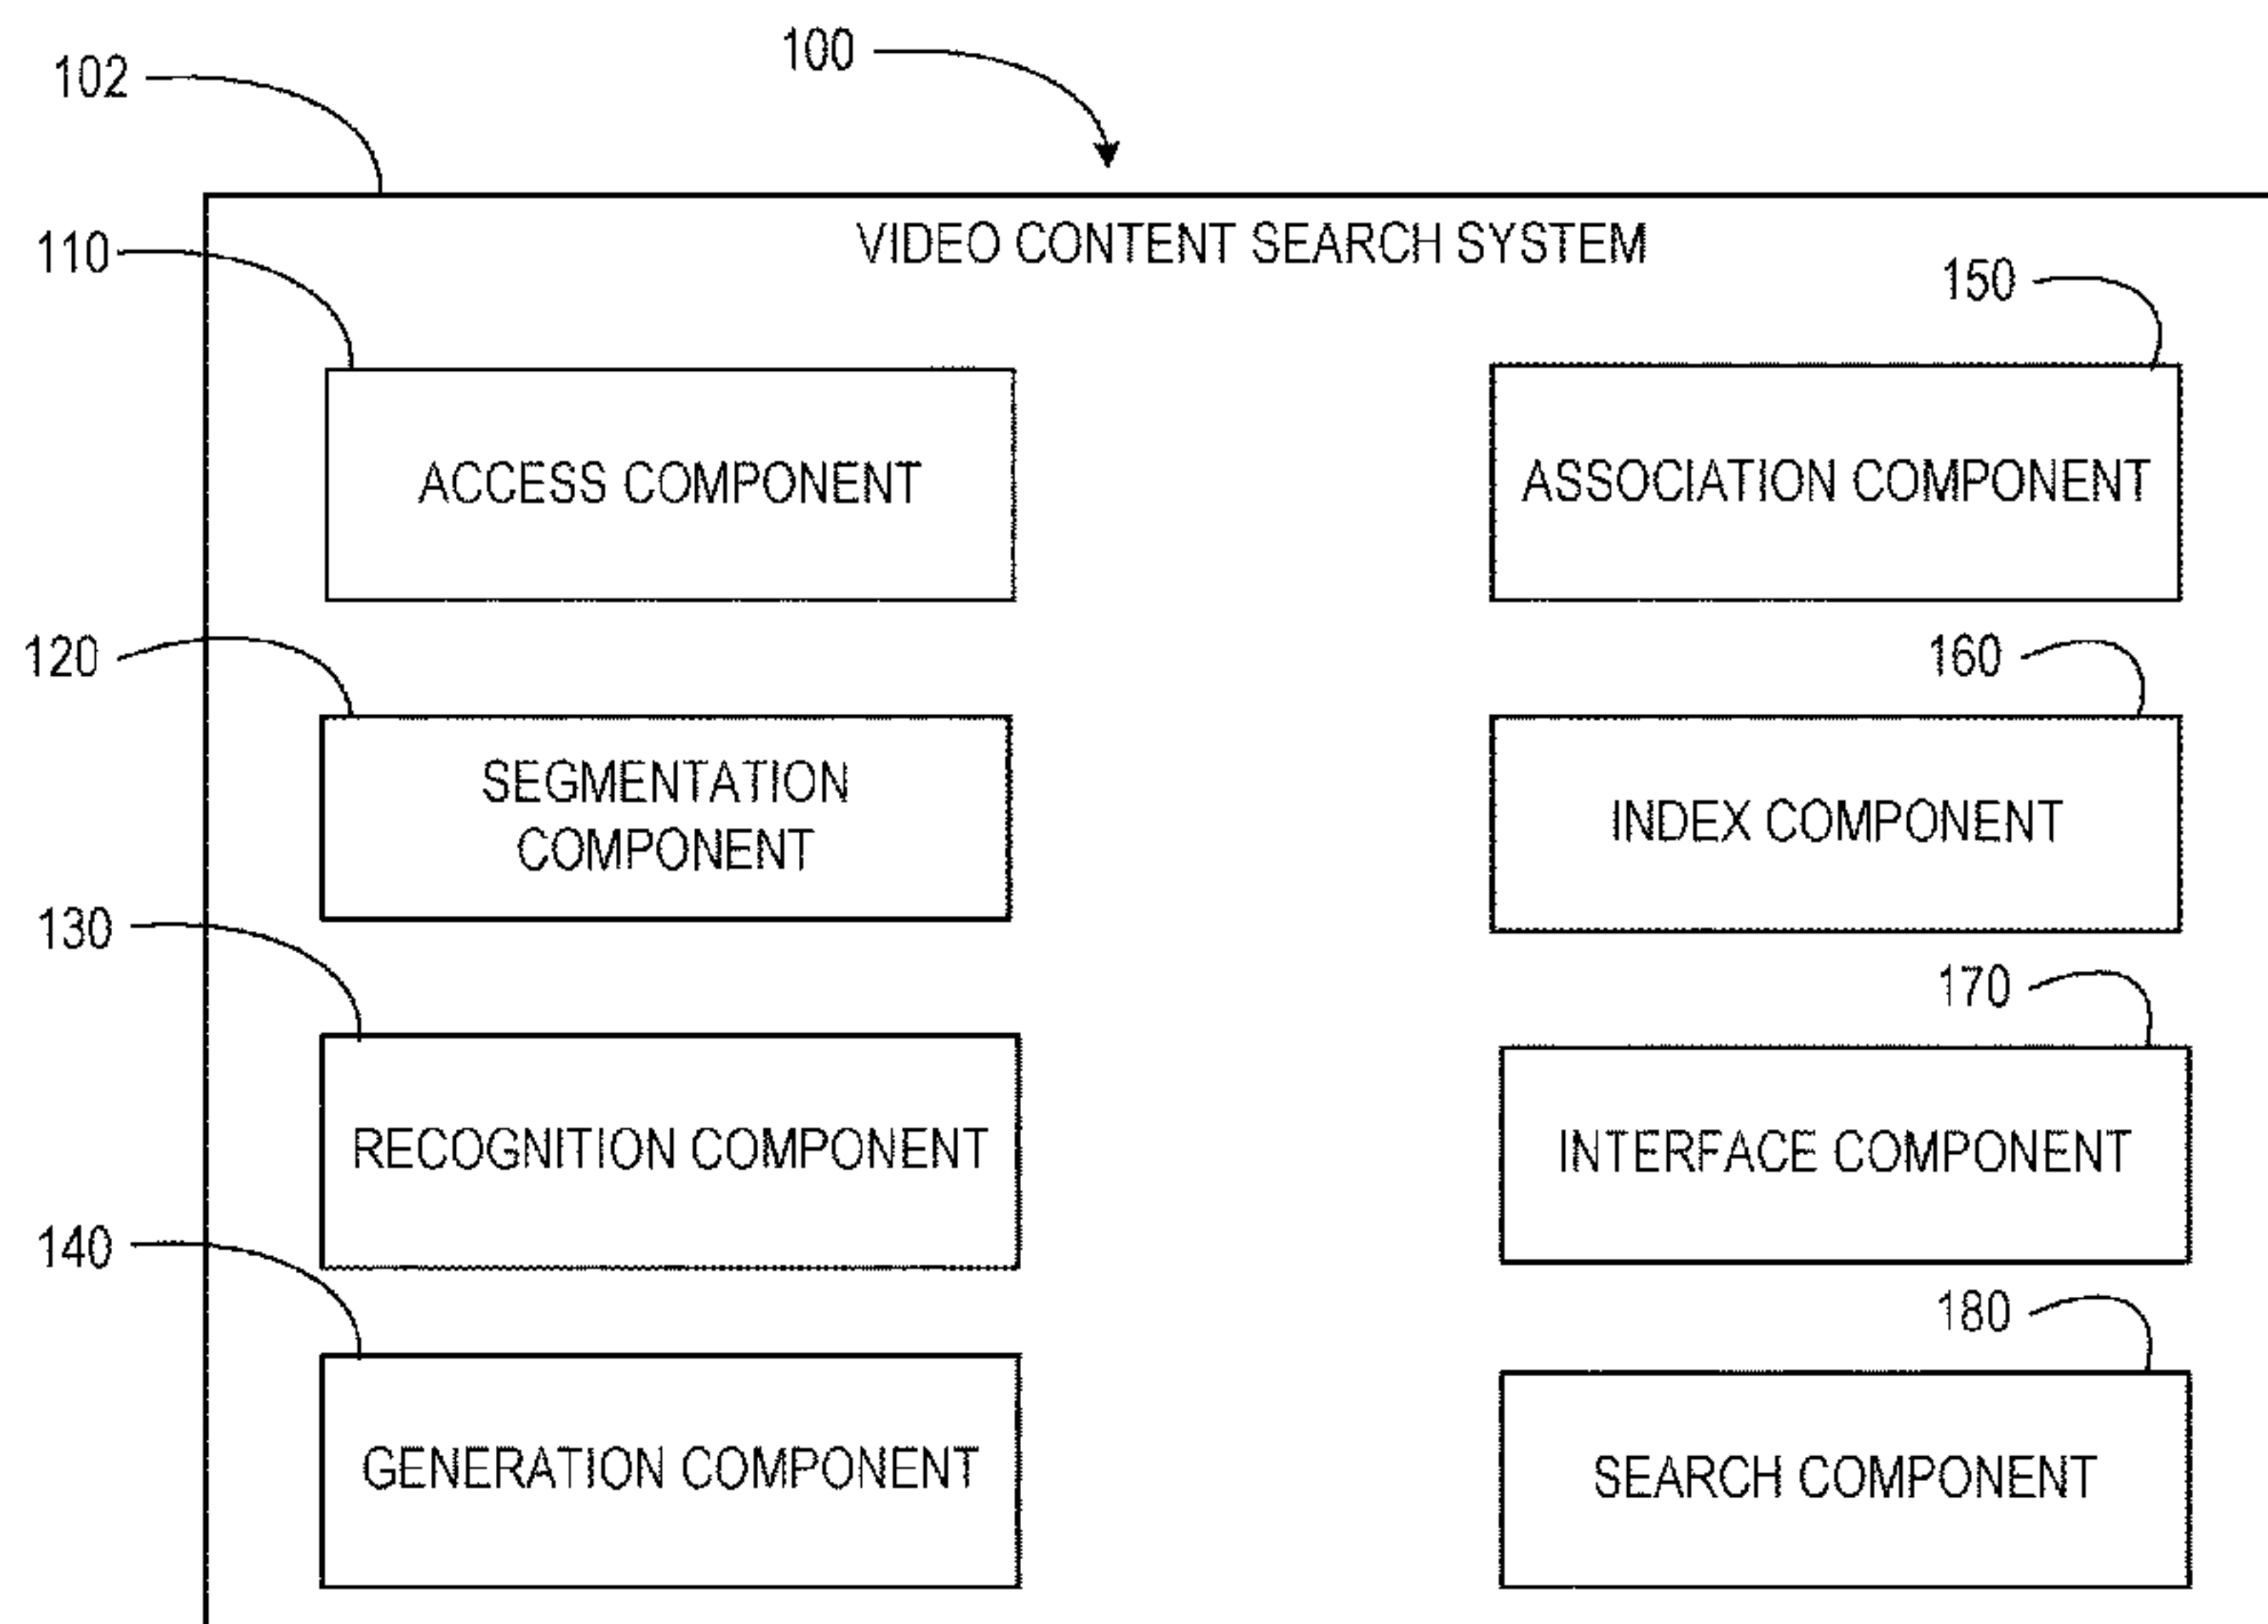 100
102
VIDEO CONTENT SEARCH SYSTEM
110
ACCESS COMPONENT
150
ASSOCIATION COMPONENT
120
SEGMENTATION
COMPONENT
160
INDEX COMPONENT
130
RECOGNITION COMPONENT
170
INTERFACE COMPONENT
140
GENERATION COMPONENT
180
SEARCH COMPONENT